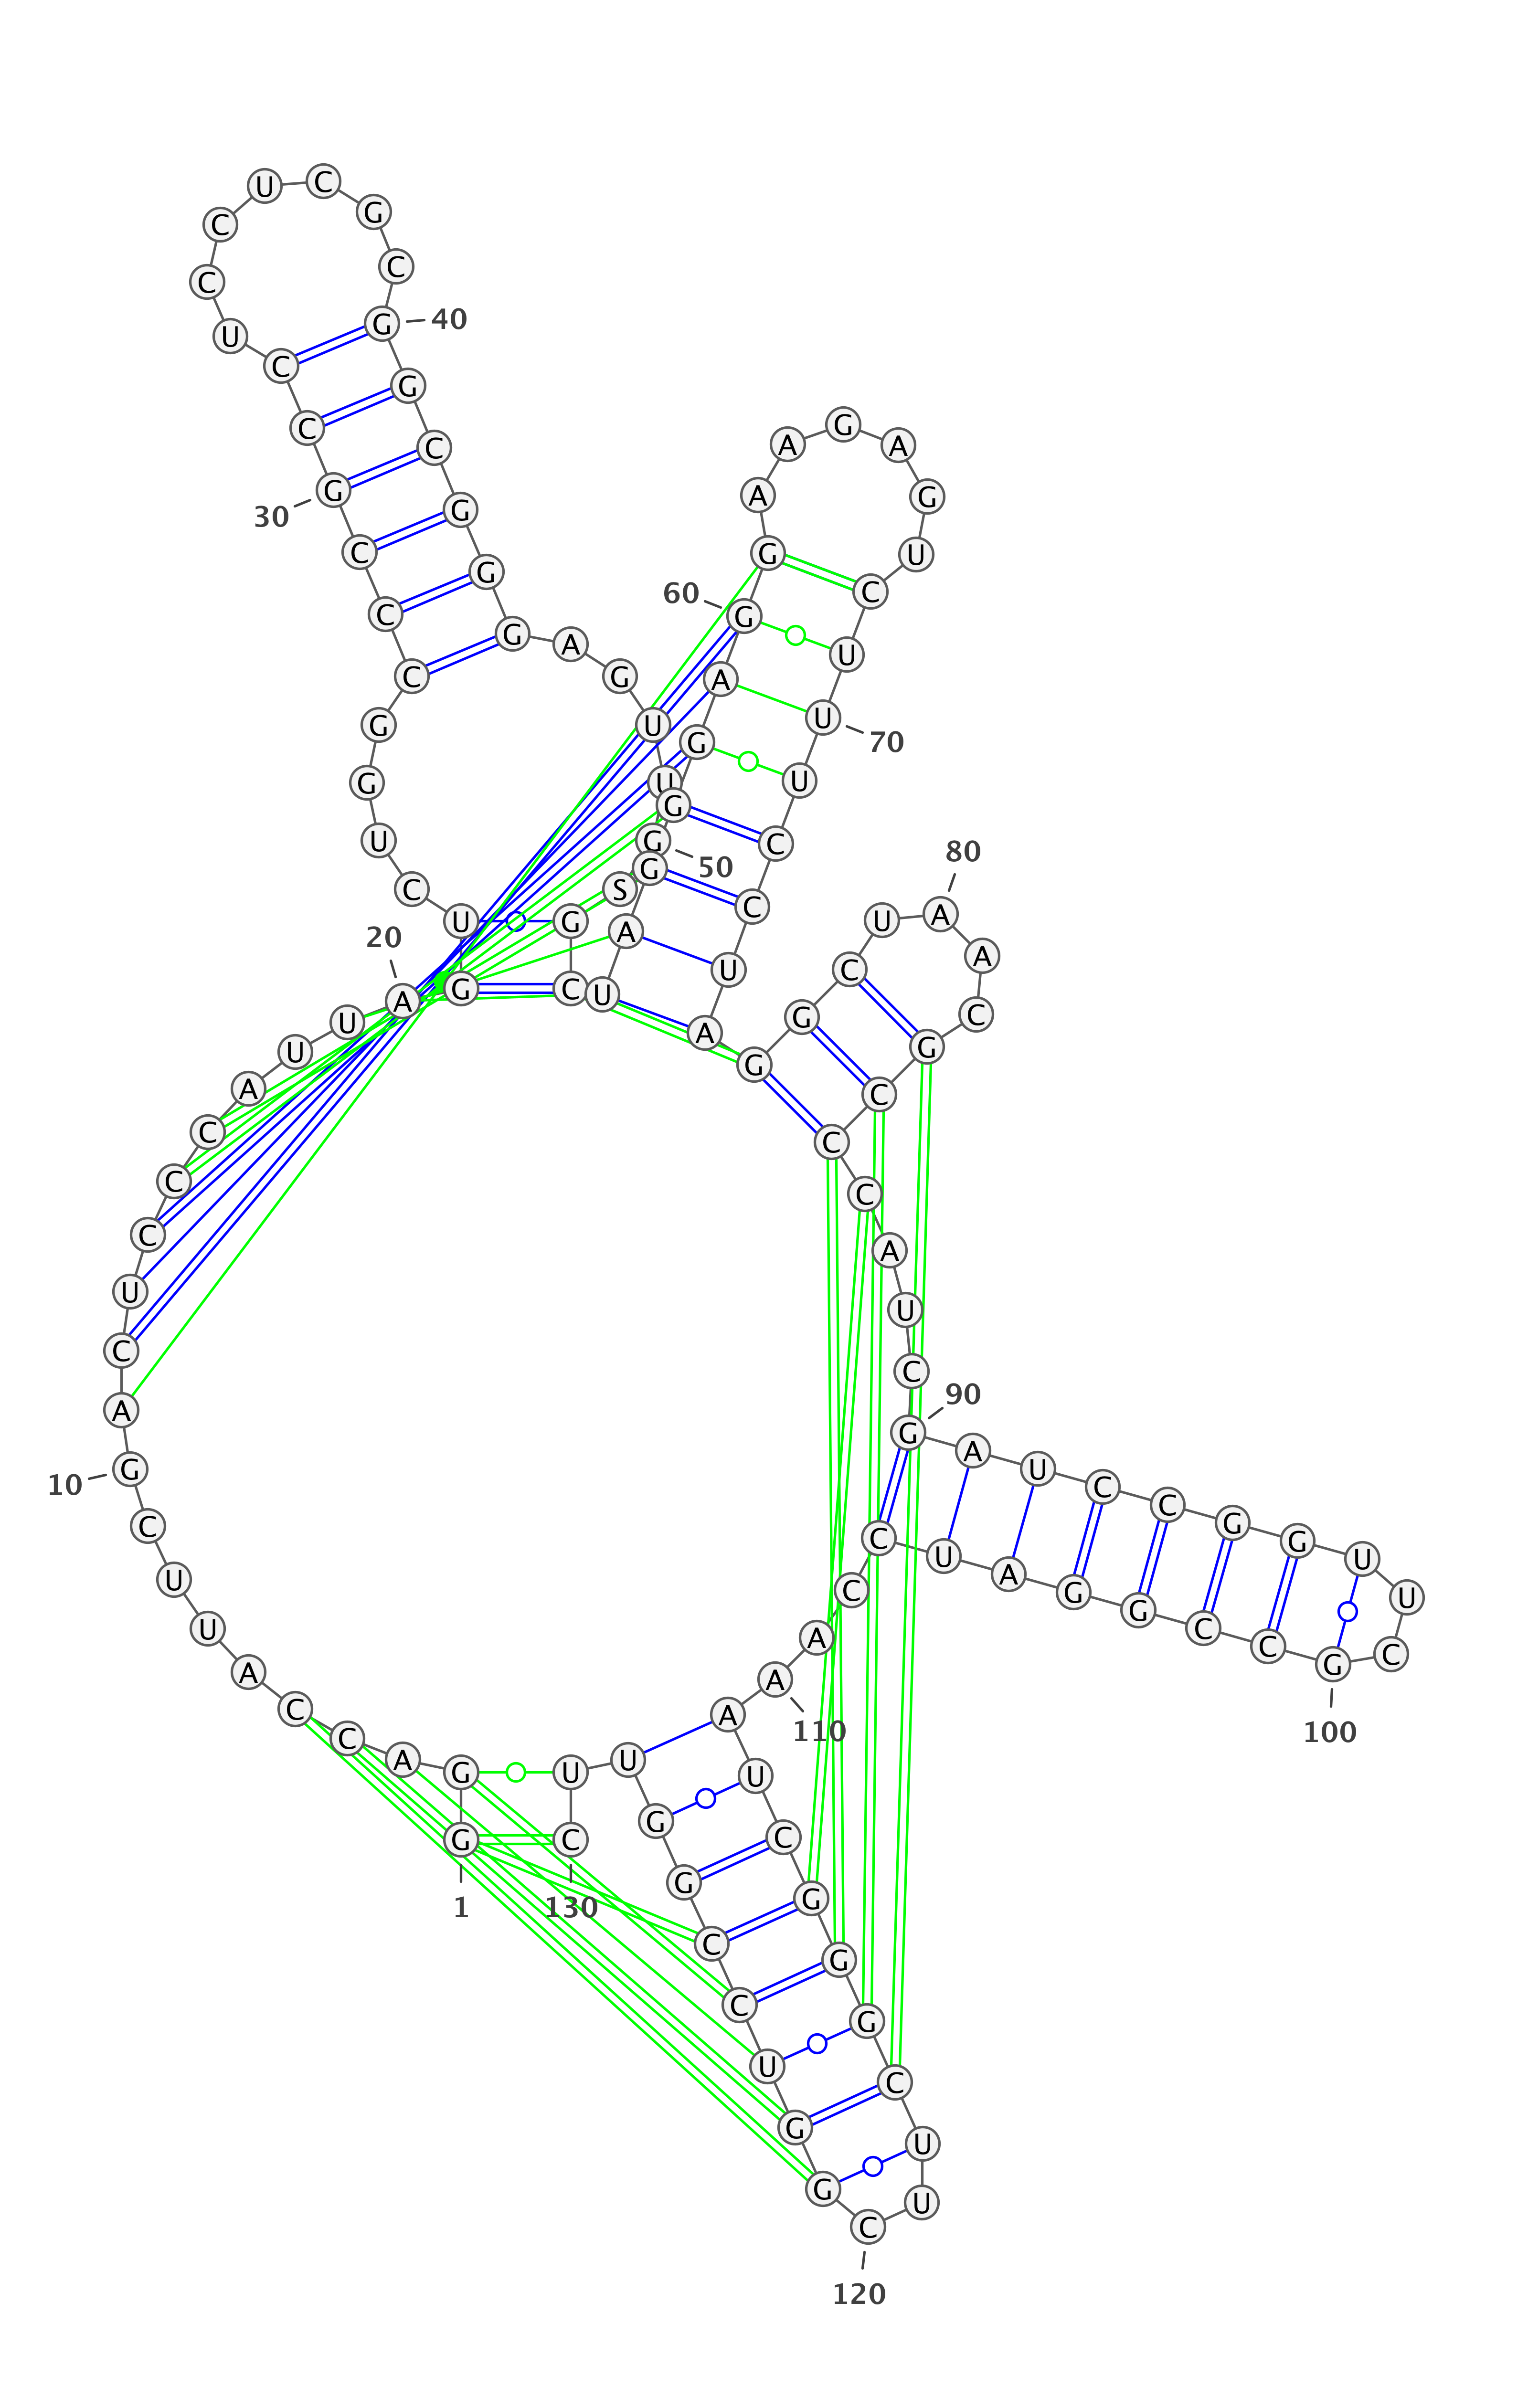 G G A C C A U U C G
A C U C C C A U U A
G U C U G G C C C G
C C U C C U C G C G
G C G G G A G U U G
S G C U A G G G A G
G A A G A G U C U U
U C C U A G G C U A
A C G C C C A U C G
A U C C G G U U C G
C C G G A U C C A A
A U C G G G C U U C
G G U C C G G U U C
1
10
20
30
40
50
60
70
80
90
100
110
120
130